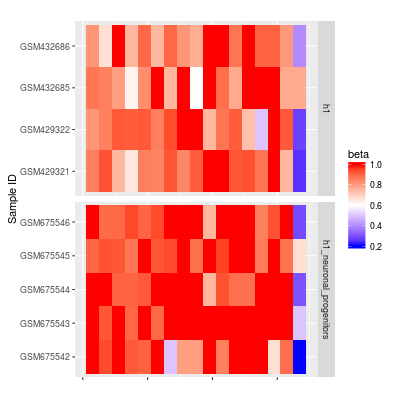 GSM432686
GSM432685
GSM429322
GSM429321
h1
GSM675546
GSM675545
GSM675544
GSM675543
GSM675542
h1_neuronal_progenitors
Sample ID
beta
1.0
0.8
0.6
0.4
0.2